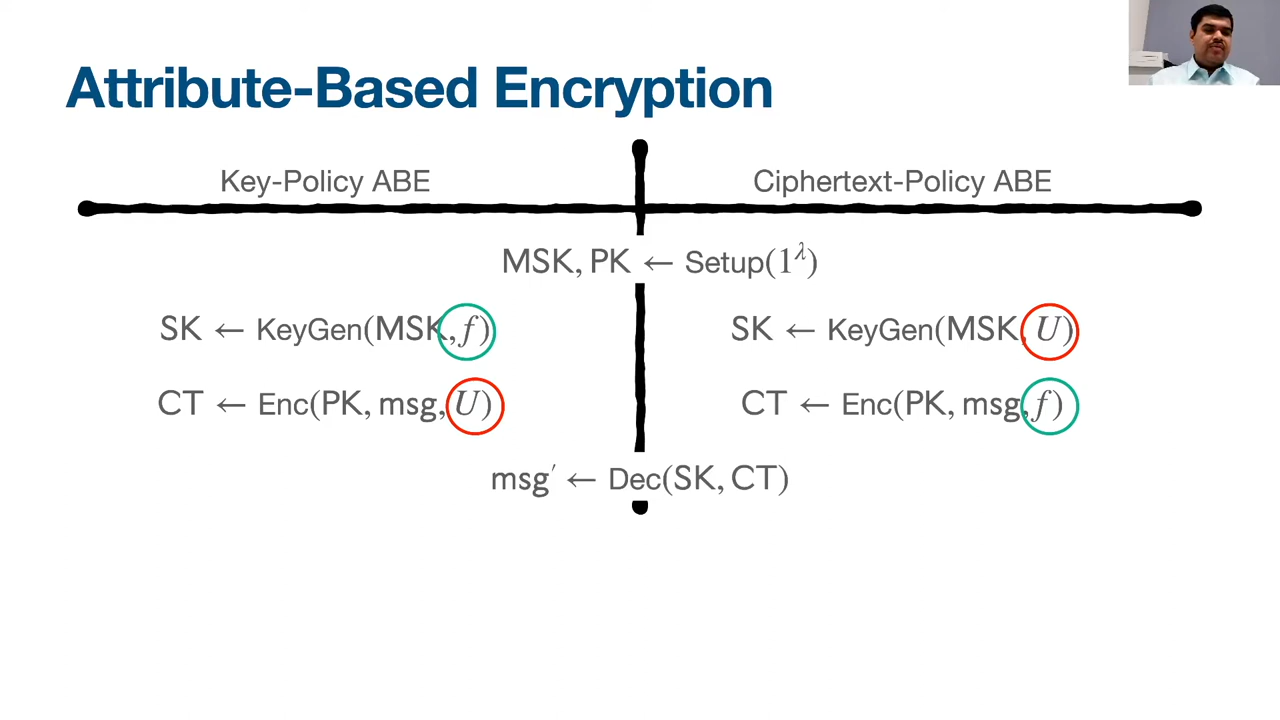 Attribute-Based Encryption
Key-Policy ABE
Ciphertext-Policy ABE
MSK, PK ← Setup(1^λ)
SK ← KeyGen(MSK, f)
SK ← KeyGen(MSK, U)
CT ← Enc(PK, msg, U)
CT ← Enc(PK, msg, f)
msg′ ← Dec(SK, CT)